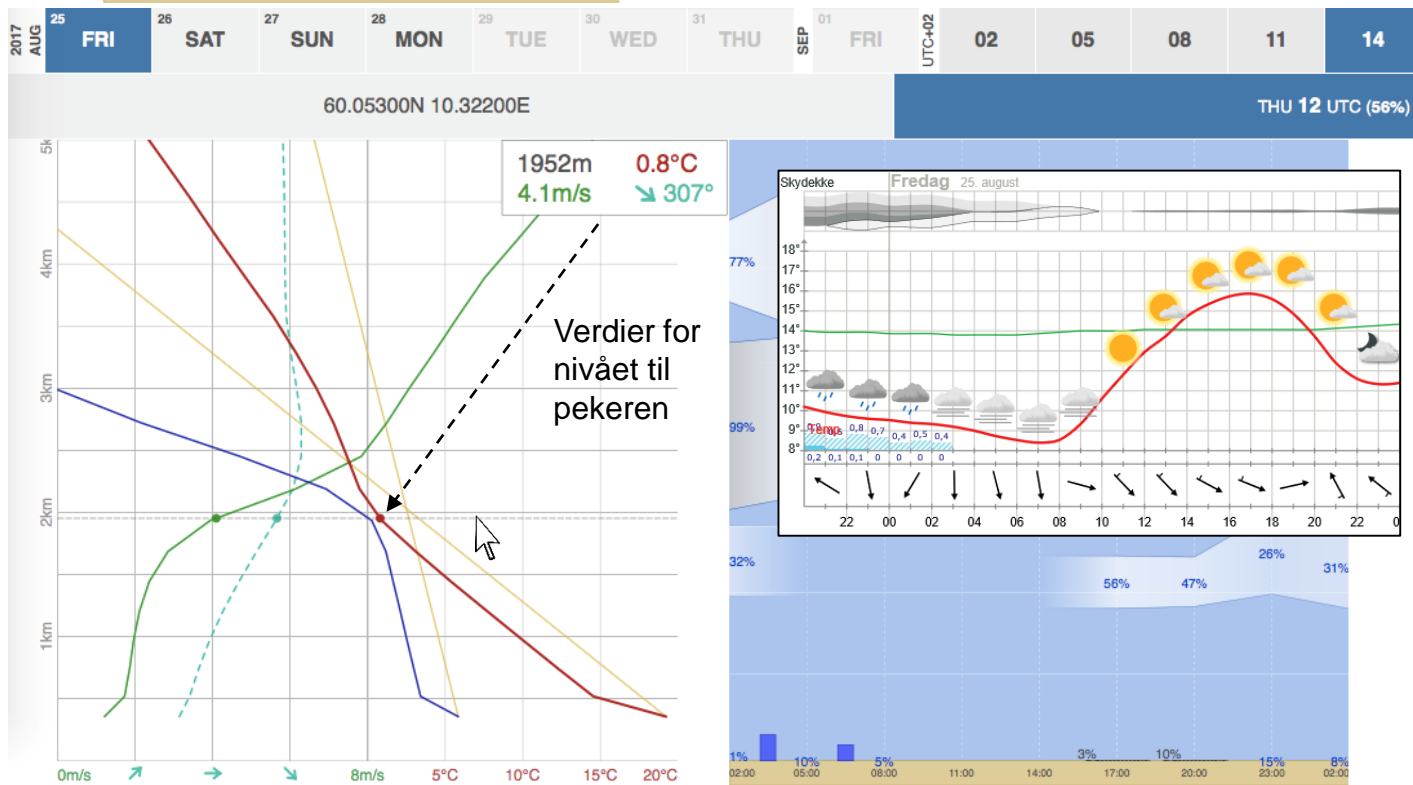 2017 AUG
25 FRI
26 SAT
27 SUN
28 MON
29 TUE
30 WED
31 THU
SEP
01 FRI
UTC+02
02 05 08 11 14
60.05300N 10.32200E
THU 12 UTC (56%)
5k
4km
3km
2km
1km
1952m 0.8°C
4.1m/s 307°
Verdier for
nivået til
pekeren
0m/s 8m/s 5°C 10°C 15°C 20°C
77%
99%
32%
Skydekke Fredag 25. august
18°
17°
16°
15°
14°
13°
12°
11°
10°
9°
8°
Temp
0,8 0,7 0,4 0,5 0,4
0,2 0,1 0,1 0 0 0 0
22 00 02 04 06 08 10 12 14 16 18 20 22 0
56% 47% 26% 31%
1% 10% 5% 3% 10% 15% 8%
02:00 05:00 08:00 11:00 14:00 17:00 20:00 23:00 02:00